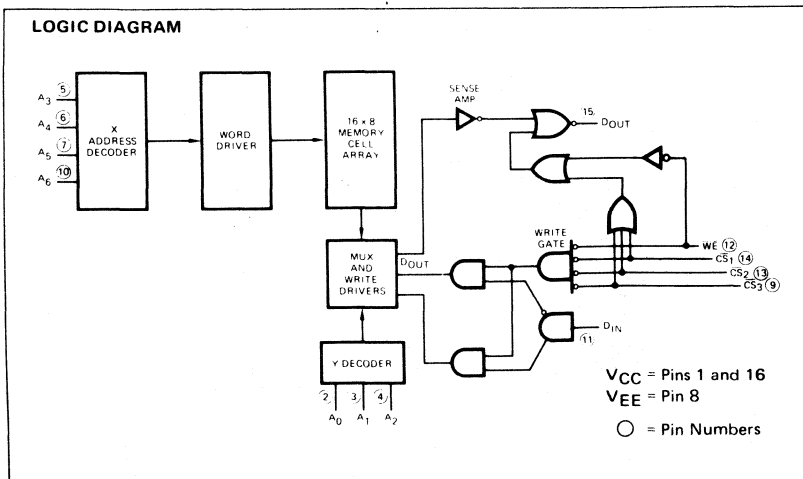 LOGIC DIAGRAM
A3 5
A4 6
A5 7
A6 10
X
ADDRESS
DECODER
WORD
DRIVER
16 × 8
MEMORY
CELL
ARRAY
SENSE
AMP
15
DOUT
MUX
AND
WRITE
DRIVERS
DOUT
WRITE
GATE
WE 12
CS1 14
CS2 13
CS3 9
DIN
11
Y DECODER
2 3 4
A0 A1 A2
VCC = Pins 1 and 16
VEE = Pin 8
○ = Pin Numbers